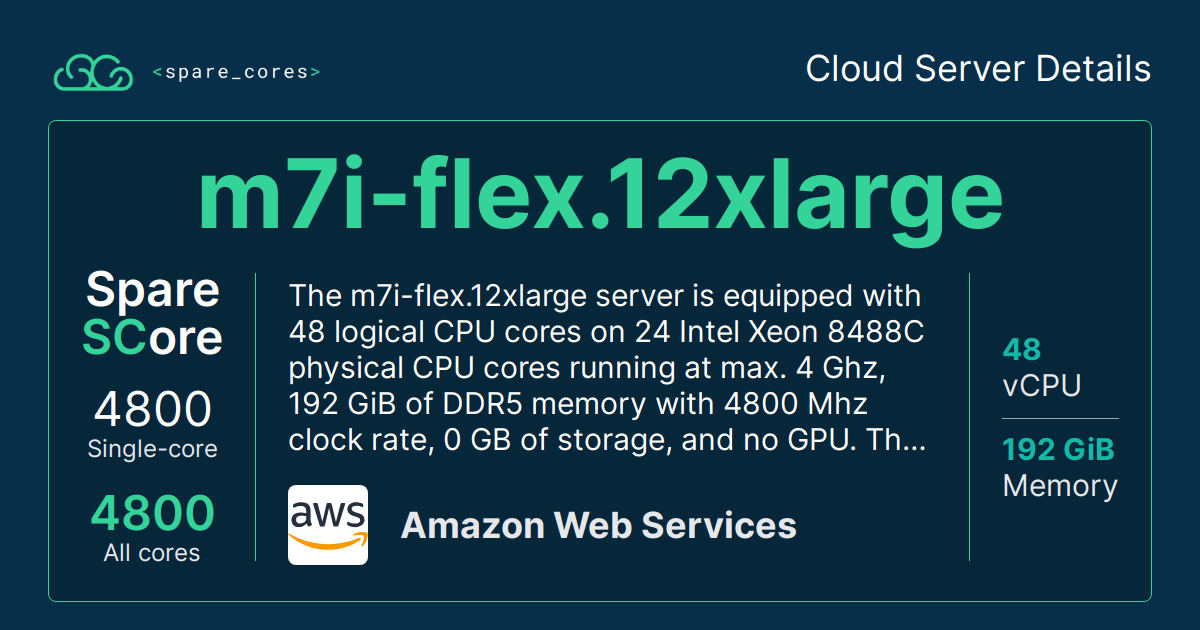 <spare_cores>
Cloud Server Details
m7i-flex.12xlarge
Spare
SCore
4800
Single-core
4800
All cores
The m7i-flex.12xlarge server is equipped with
48 logical CPU cores on 24 Intel Xeon 8488C
physical CPU cores running at max. 4 Ghz,
192 GiB of DDR5 memory with 4800 Mhz
clock rate, 0 GB of storage, and no GPU. Th...
aws
Amazon Web Services
48
vCPU
192 GiB
Memory